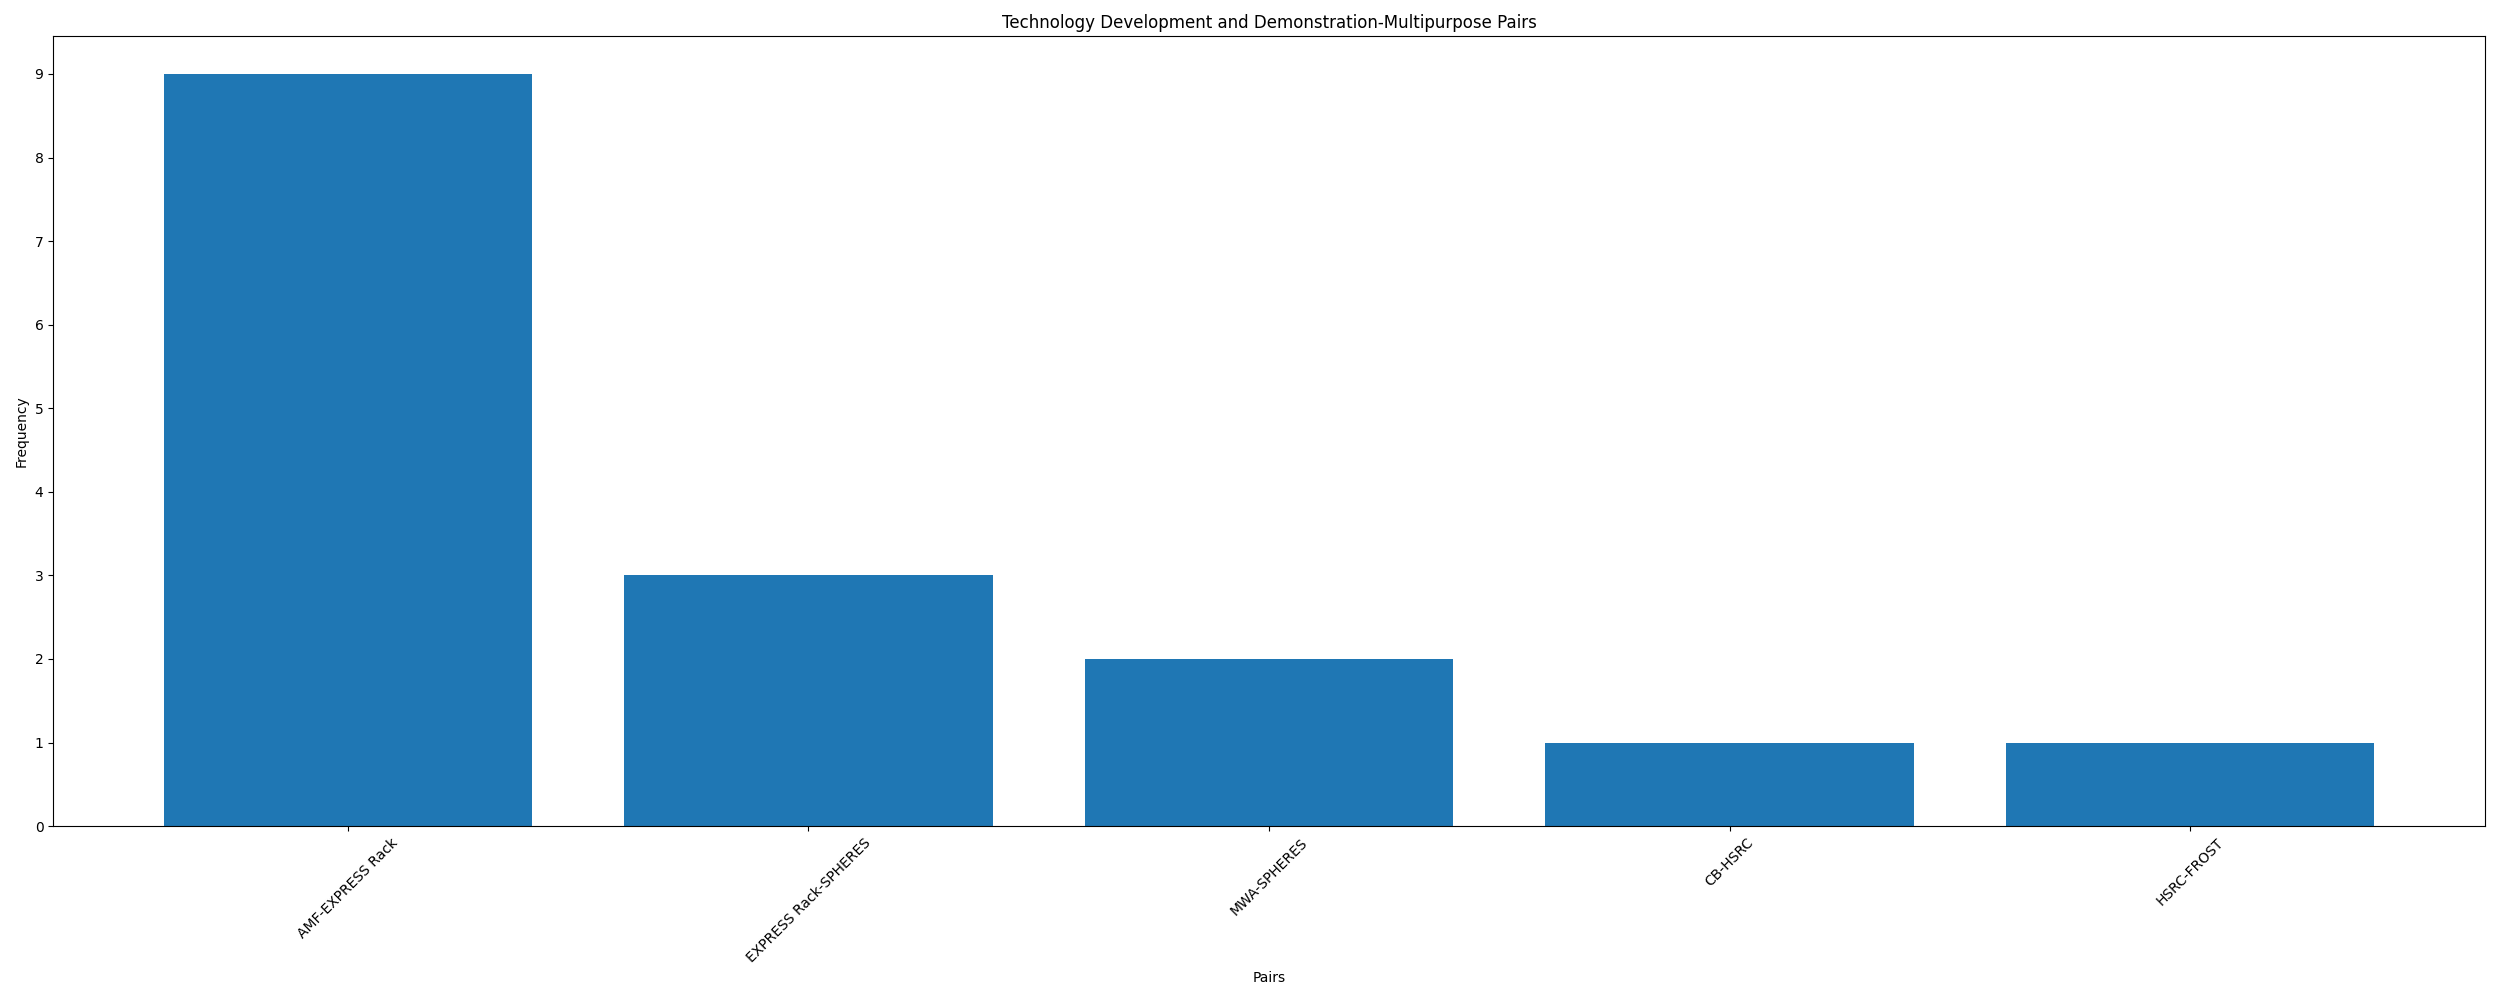 Technology Development and Demonstration-Multipurpose Pairs
Frequency
9
8
7
6
5
4
3
2
1
0
AMF-EXPRESS Rack
EXPRESS Rack-SPHERES
MWA-SPHERES
CB-HSRC
HSRC-FROST
Pairs